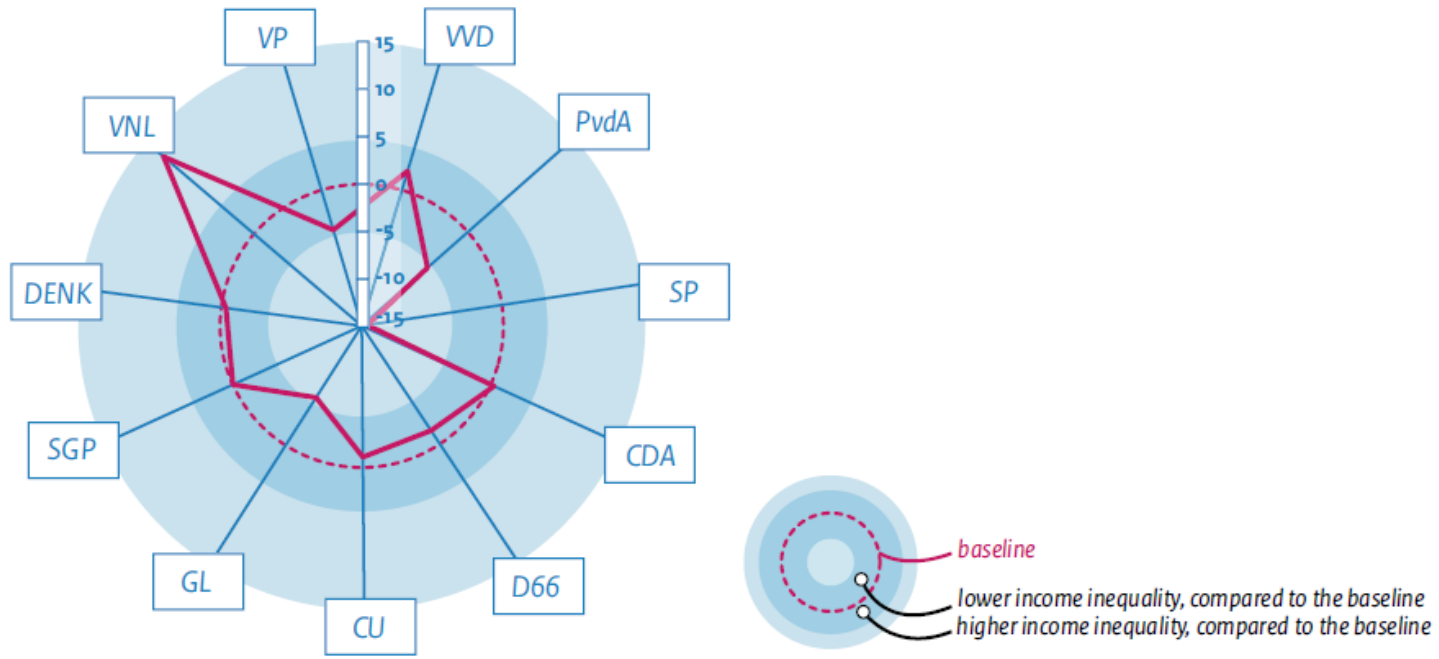 VP
VVD
PvdA
SP
CDA
D66
CU
GL
SGP
DENK
VNL
15
10
5
0
-5
-10
-15
baseline
lower income inequality, compared to the baseline
higher income inequality, compared to the baseline